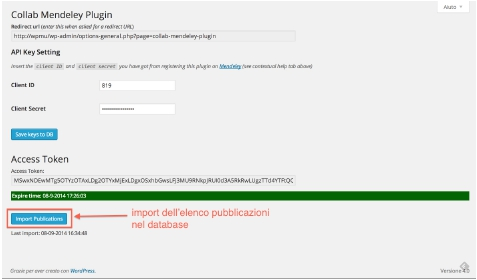 Aiuto
Collab Mendeley Plugin
Redirect url (enter this when asked for a redirect URL)
http://wpmu/wp-admin/options-general.php?page=collab-mendeley-plugin
API Key Setting
Insert the client ID and client secret you have got from registering this plugin on Mendeley (see contextual help tab above)
Client ID
819
Client Secret
Save keys to DB
Access Token
Access Token:
Expire time: 08-9-2014 17:26:03
Import Publications
import dell'elenco pubblicazioni
nel database
Last import: 08-09-2014 16:34:48
Grazie per aver creato con WordPress.
Versione 4.0